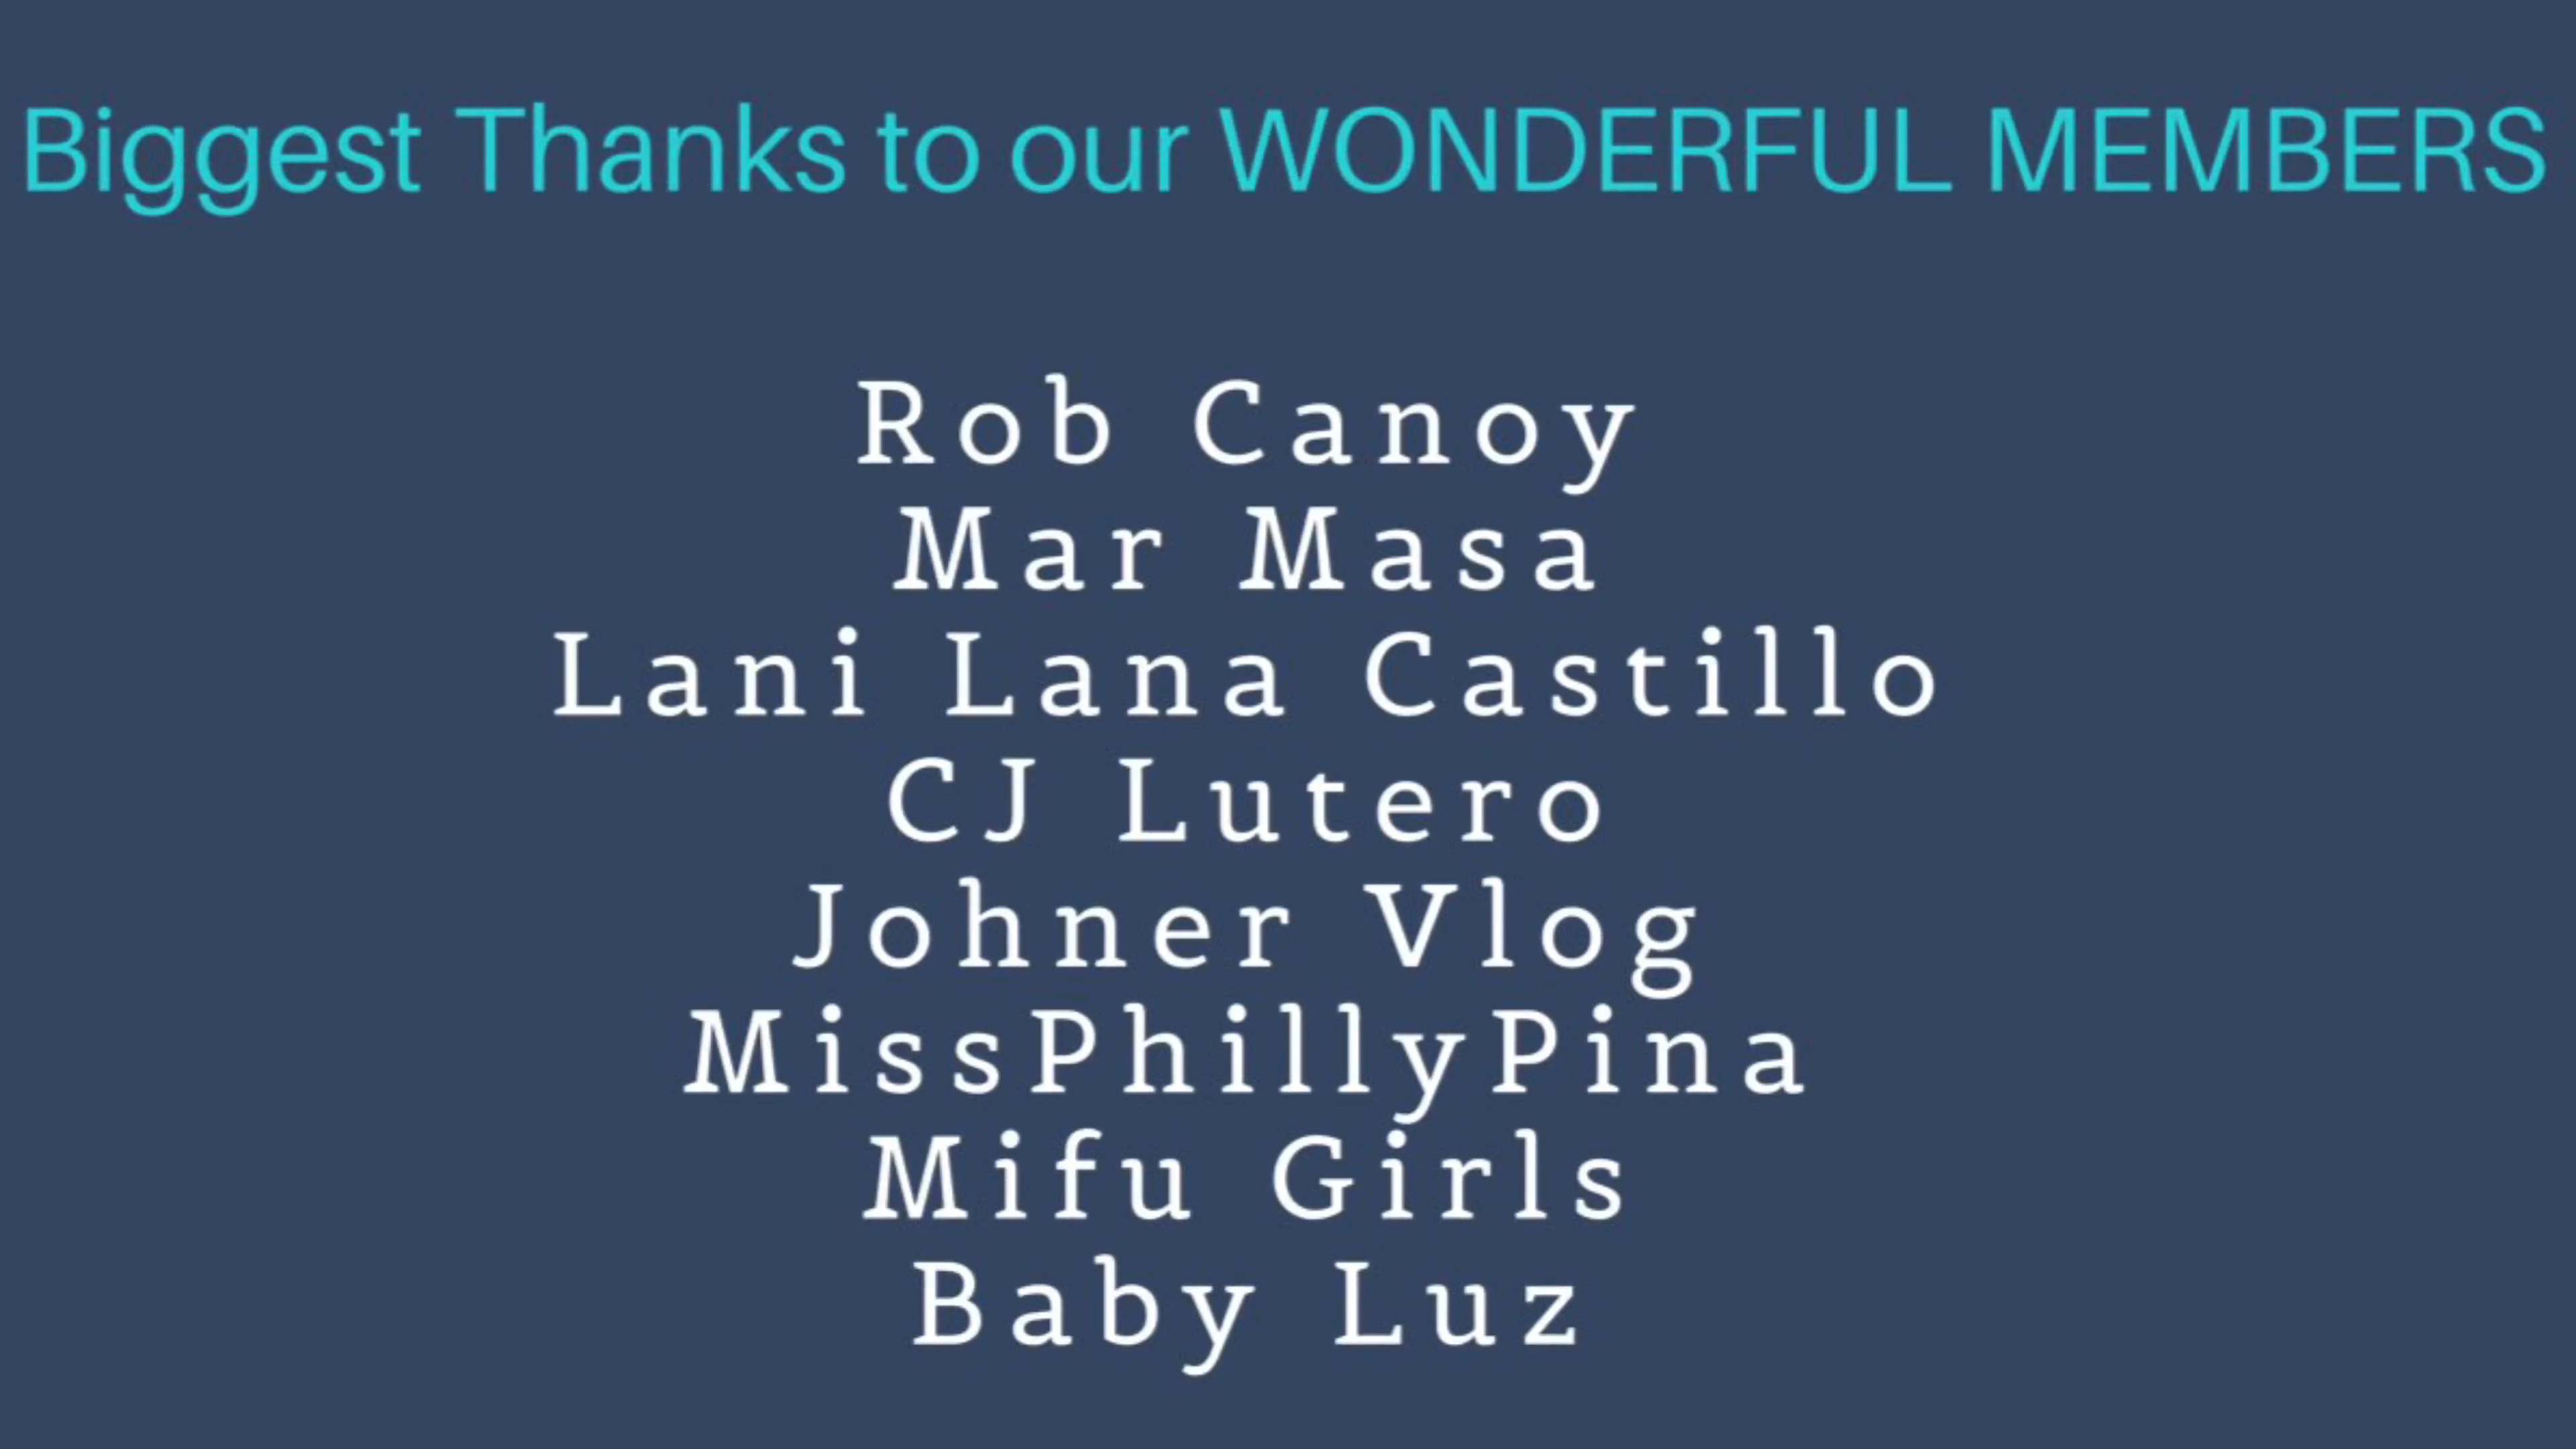 Biggest Thanks to our WONDERFUL MEMBERS
Rob Canoy
Mar Masa
Lani Lana Castillo
CJ Lutero
Johner Vlog
MissPhillyPina
Mifu Girls
Baby Luz